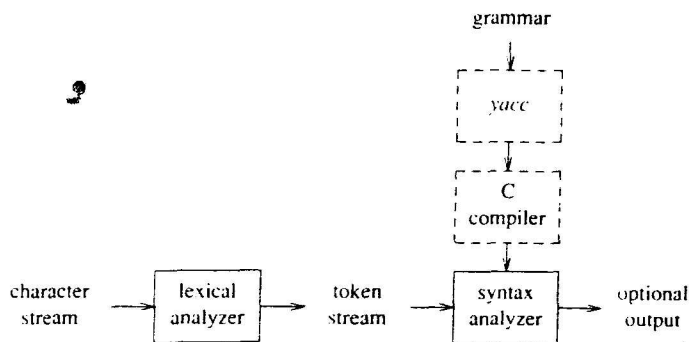 grammar
yacc
C
compiler
character
stream
lexical
analyzer
token
stream
syntax
analyzer
optional
output